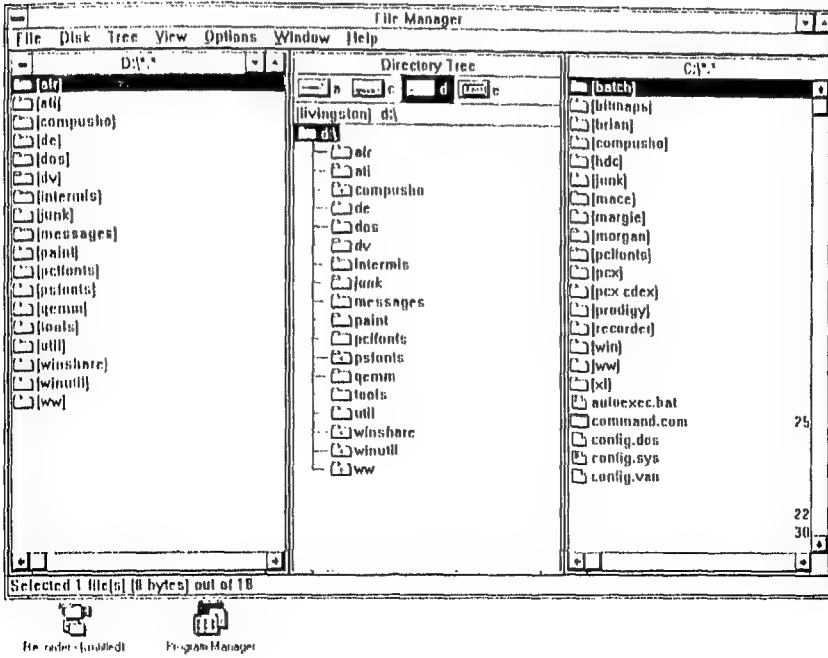 File Manager
File Disk Tree View Options Window Help
D:\*.*
[alr]
[ati]
[compusho]
[de]
[dos]
[dv]
[intermis]
[junk]
[messages]
[paint]
[pclfonts]
[psfonts]
[qemm]
[tools]
[util]
[winshare]
[winutil]
[ww]
Directory Tree
a c d e
[livingston] d:\
d:\
alr
ati
compusho
de
dos
dv
intermis
junk
messages
paint
pclfonts
psfonts
qemm
tools
util
winshare
winutil
ww
C:\*.*
[batch]
[bitmaps]
[brian]
[compusho]
[hdc]
[junk]
[mace]
[margie]
[morgan]
[pclfonts]
[pcx]
[pcx cdex]
[prodigy]
[recorder]
[win]
[ww]
[xl]
autoexec.bat
command.com 25
config.dos
config.sys
config.van
22
30
Selected 1 file[s] [0 bytes] out of 18
Recorder - (untitled)
Program Manager